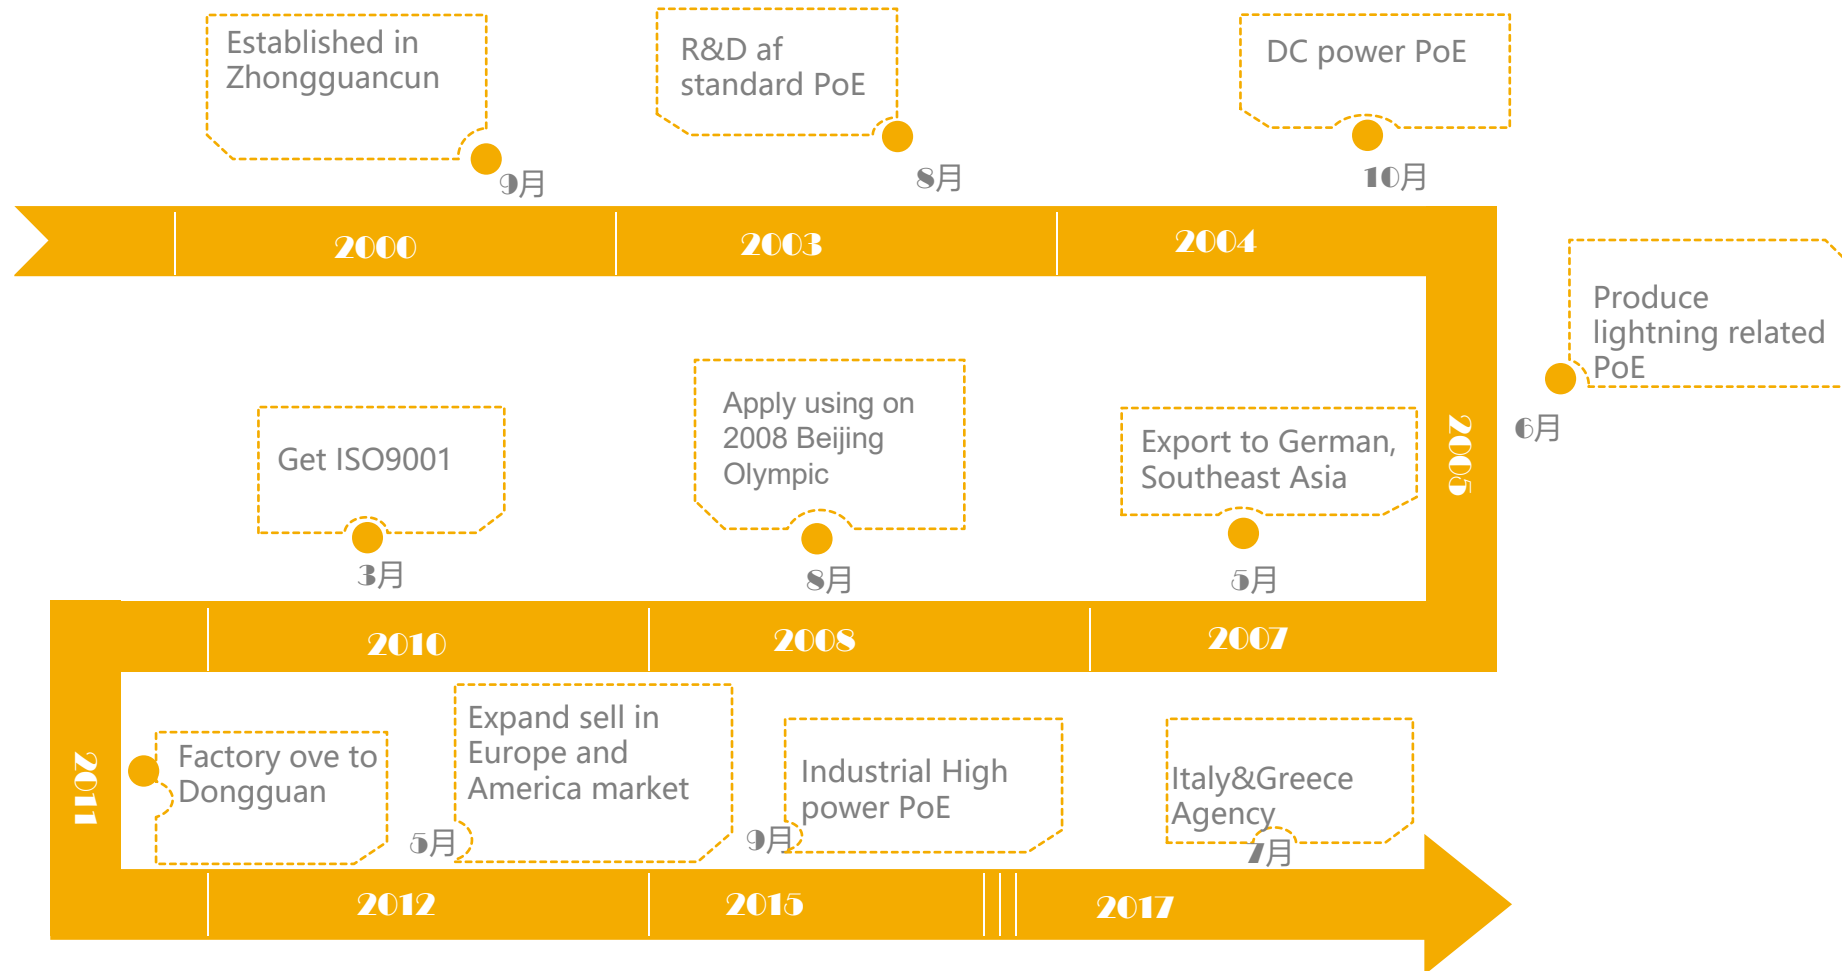 Established in
Zhongguancun
9月
R&D af
standard PoE
8月
DC power PoE
10月
2000
2003
2004
Produce
lightning related
PoE
6月
2005
Get ISO9001
3月
Apply using on
2008 Beijing
Olympic
8月
Export to German,
Southeast Asia
5月
2010
2008
2007
2011
Factory ove to
Dongguan
Expand sell in
Europe and
America market
5月
Industrial High
power PoE
9月
Italy&Greece
Agency
7月
2012
2015
2017